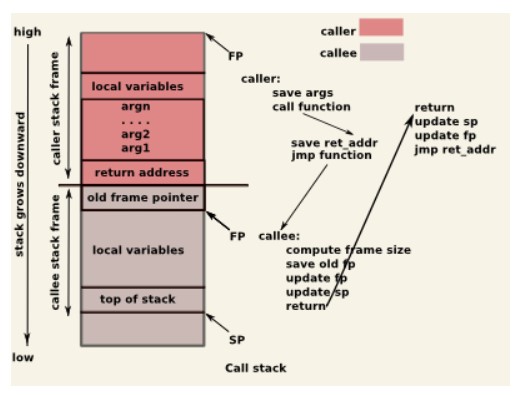 high
low
stack grows downward
caller stack frame
callee stack frame
local variables
argn
. . . .
arg2
arg1
return address
old frame pointer
local variables
top of stack
FP
FP
SP
caller
callee
caller:
save args
call function
save ret_addr
jmp function
callee:
compute frame size
save old fp
update fp
update sp
return
return
update sp
update fp
jmp ret_addr
Call stack